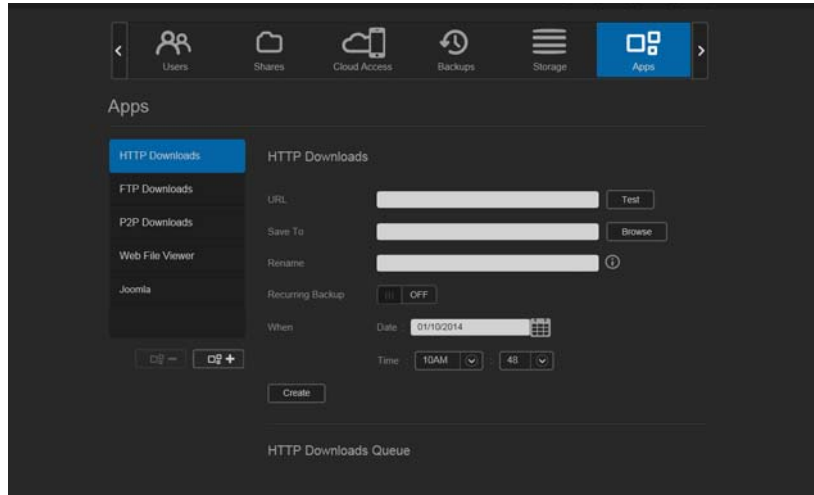 Users
Shares
Cloud Access
Backups
Storage
Apps
Apps
HTTP Downloads
FTP Downloads
P2P Downloads
Web File Viewer
Joomla
HTTP Downloads
URL
Test
Save To
Browse
Rename
Recurring Backup
OFF
When
Date
01/10/2014
Time
10AM
:
48
Create
HTTP Downloads Queue